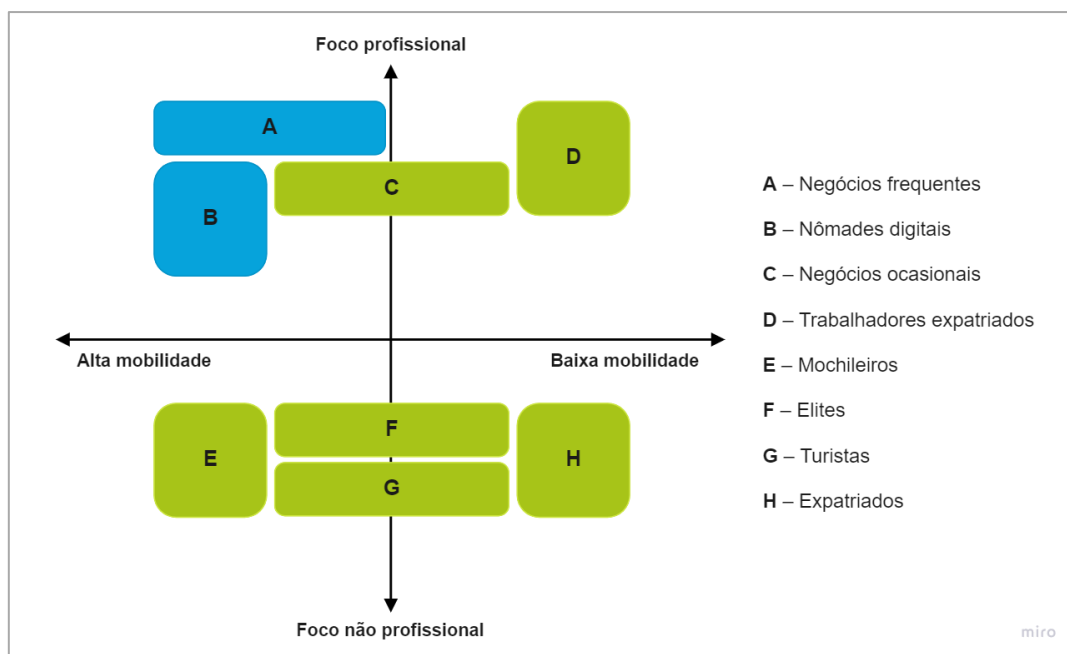 Foco profissional
A
D
C
B
Alta mobilidade
Baixa mobilidade
F
E
H
G
Foco não profissional
A – Negócios frequentes
B – Nômades digitais
C – Negócios ocasionais
D – Trabalhadores expatriados
E – Mochileiros
F – Elites
G – Turistas
H – Expatriados
miro